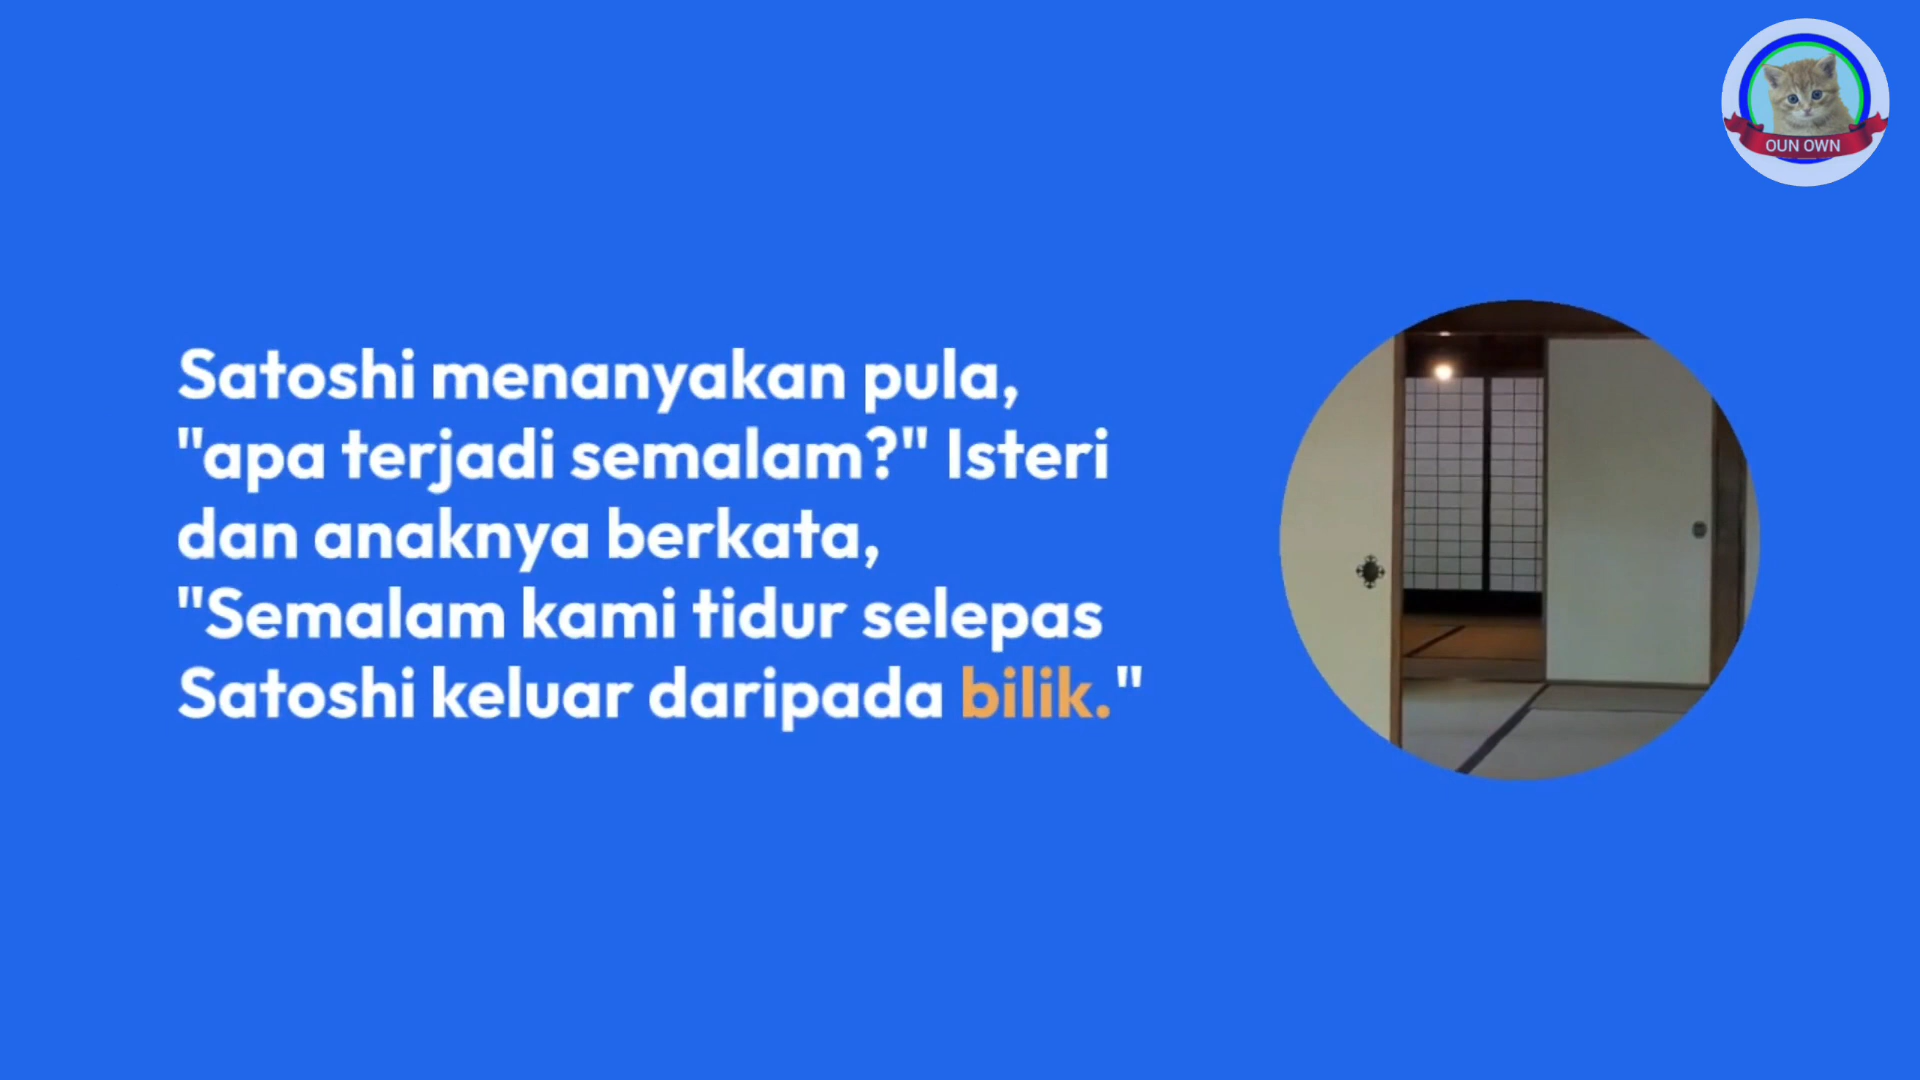 OUN OWN
Satoshi menanyakan pula,
"apa terjadi semalam?" Isteri
dan anaknya berkata,
"Semalam kami tidur selepas
Satoshi keluar daripada bilik."